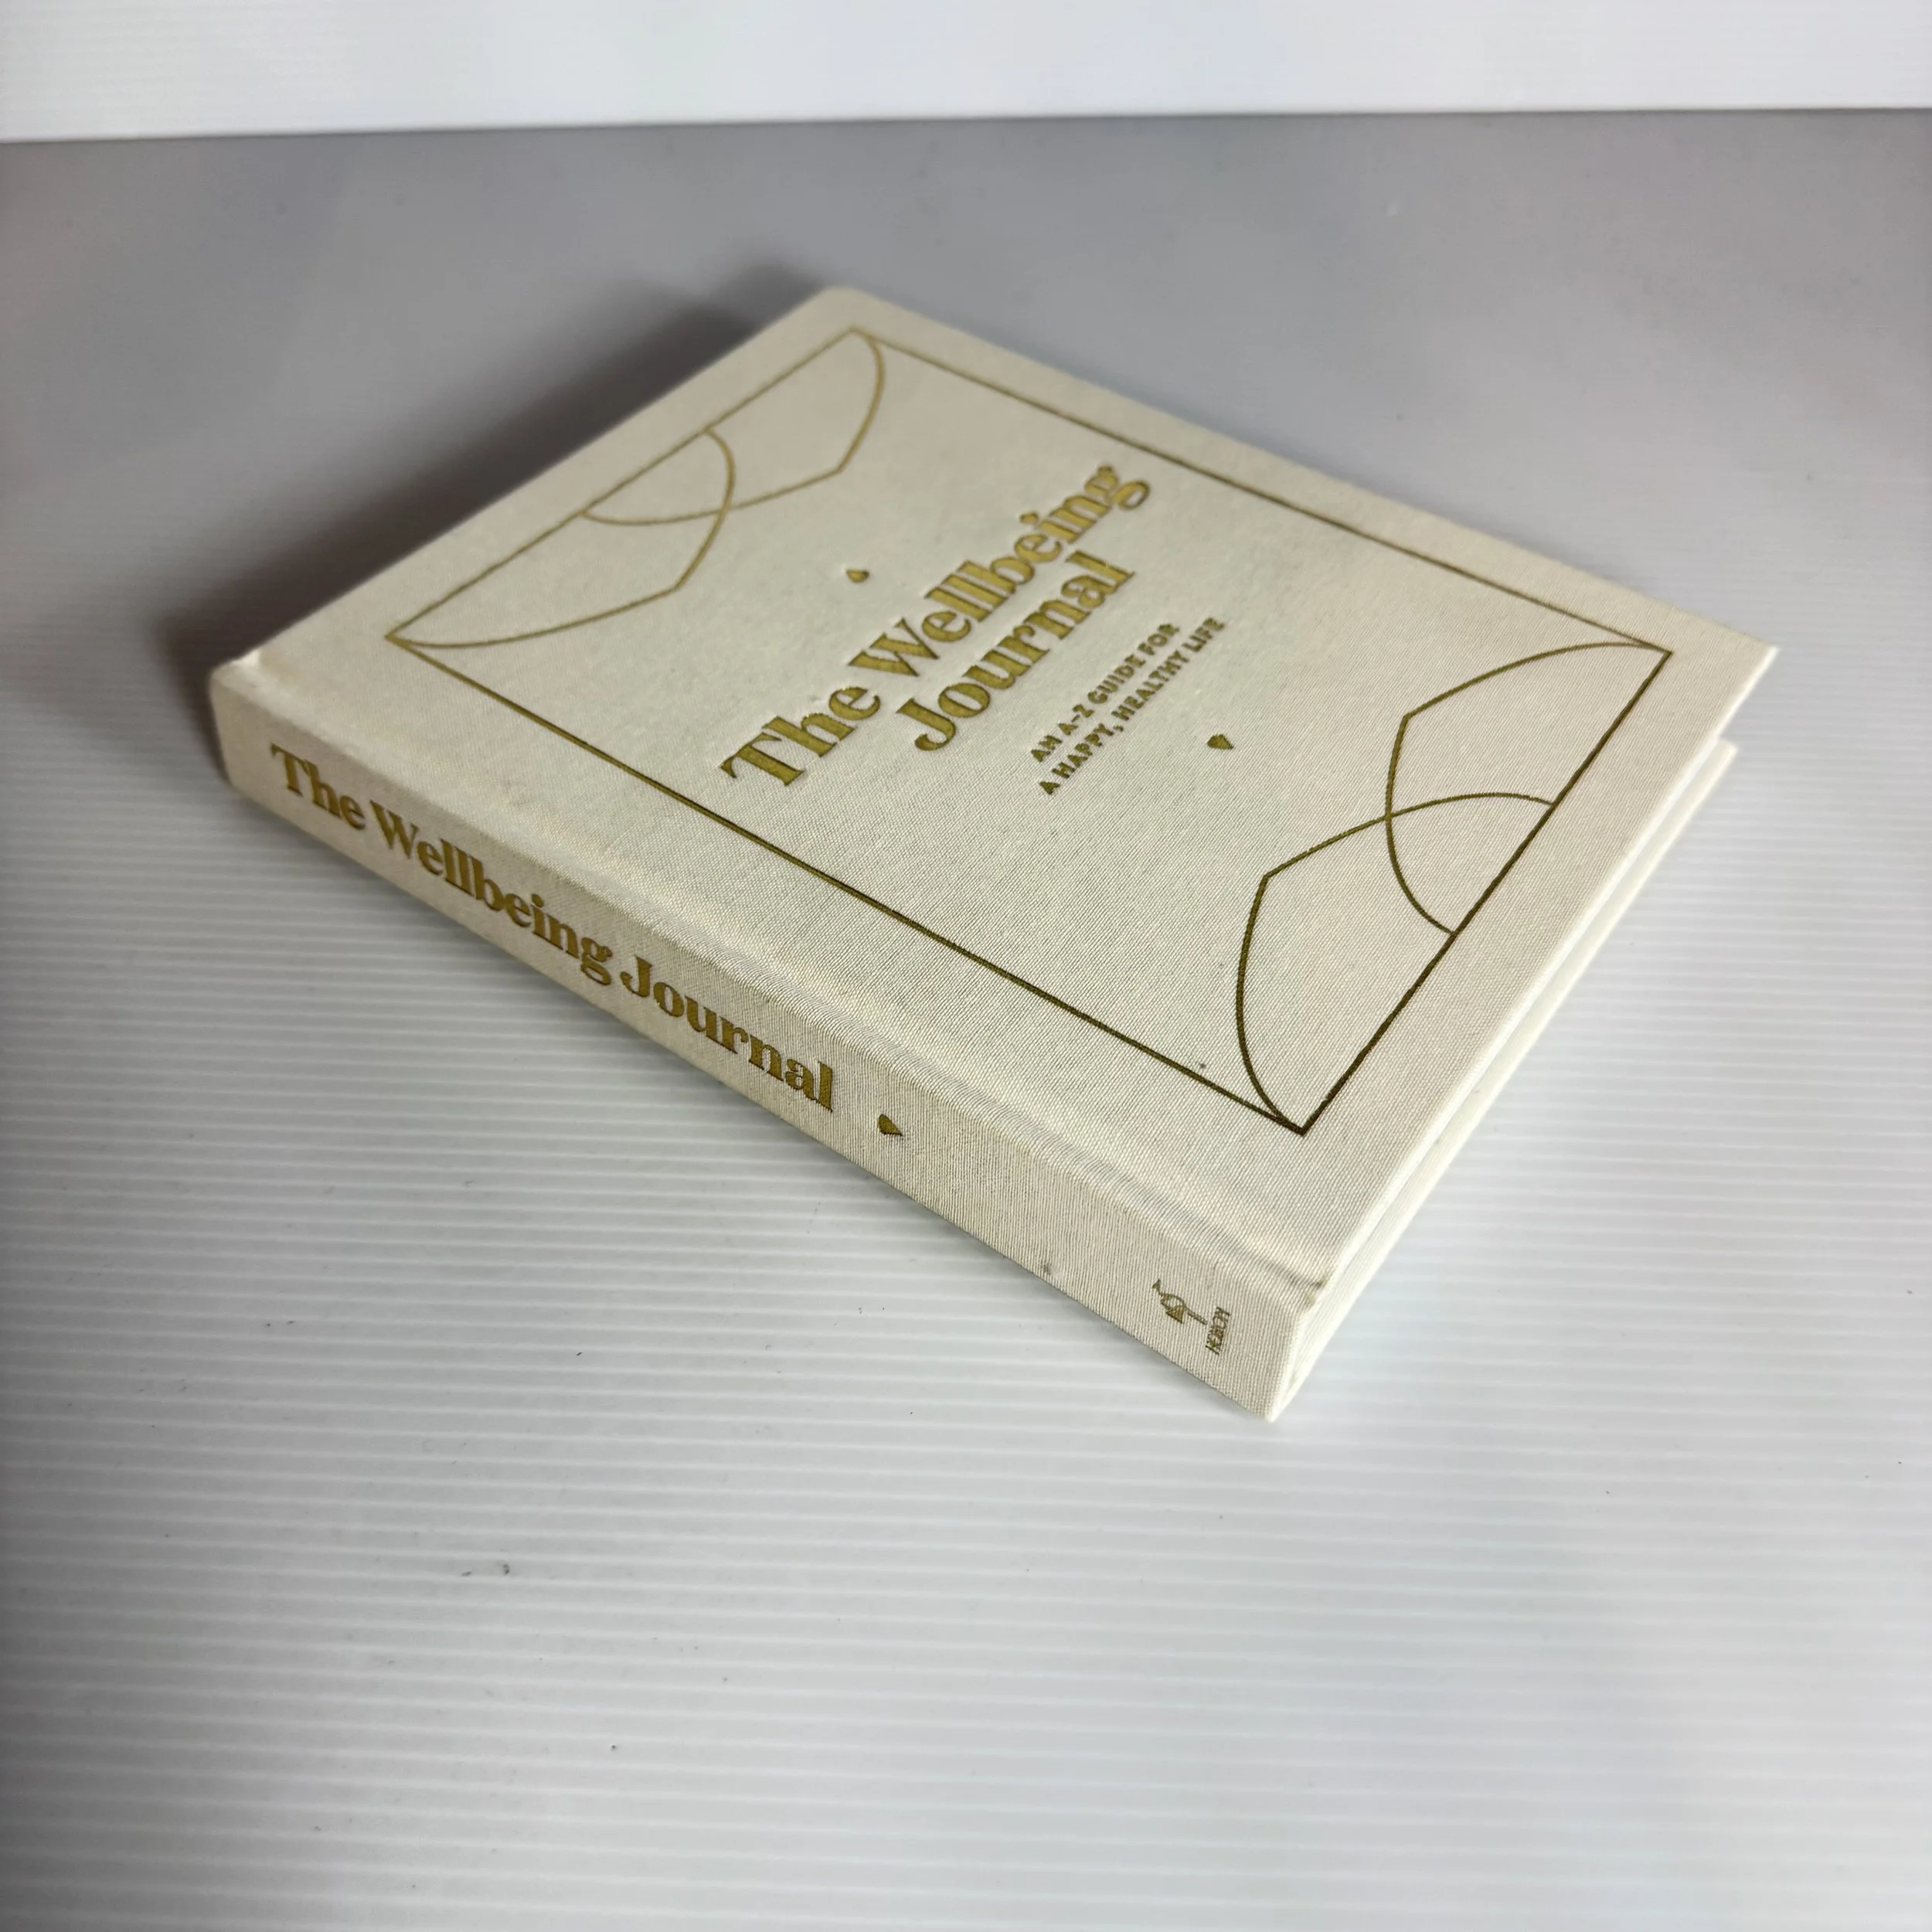 The Wellbeing
Journal
AN A–Z GUIDE FOR
A HAPPY, HEALTHY LIFE
The Wellbeing Journal